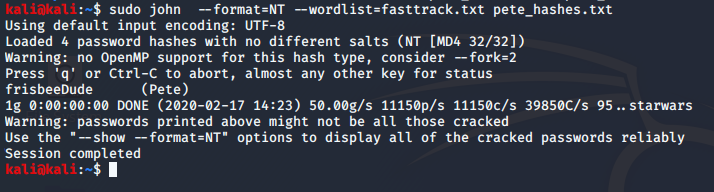 kali@kali:~$ sudo john  --format=NT --wordlist=fasttrack.txt pete_hashes.txt
Using default input encoding: UTF-8
Loaded 4 password hashes with no different salts (NT [MD4 32/32])
Warning: no OpenMP support for this hash type, consider --fork=2
Press 'q' or Ctrl-C to abort, almost any other key for status
frisbeeDude      (Pete)
1g 0:00:00:00 DONE (2020-02-17 14:23) 50.00g/s 11150p/s 11150c/s 39850C/s 95..starwars
Warning: passwords printed above might not be all those cracked
Use the "--show --format=NT" options to display all of the cracked passwords reliably
Session completed
kali@kali:~$